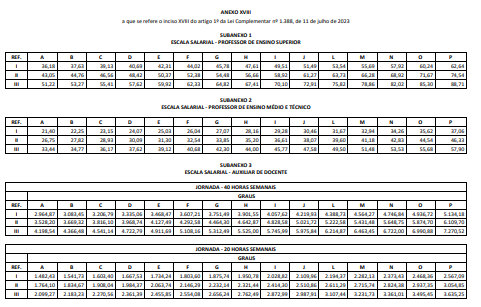 ANEXO XVIII
a que se refere o inciso XVIII do artigo 1º da Lei Complementar nº 1.388, de 11 de julho de 2023
SUBANEXO 1
ESCALA SALARIAL - PROFESSOR DE ENSINO SUPERIOR
REF. A B C D E F G H I J L M N O P
I 36,18 37,63 39,13 40,69 42,31 44,02 45,78 47,61 49,51 51,49 53,54 55,69 57,92 60,24 62,64
II 43,05 44,76 46,56 48,42 50,37 52,38 54,48 56,66 58,92 61,27 63,73 66,28 68,92 71,67 74,54
III 51,22 53,27 55,41 57,62 59,92 62,33 64,82 67,41 70,10 72,91 75,82 78,86 82,02 85,30 88,71
SUBANEXO 2
ESCALA SALARIAL - PROFESSOR DE ENSINO MÉDIO E TÉCNICO
REF. A B C D E F G H I J L M N O P
I 21,40 22,25 23,15 24,07 25,03 26,04 27,07 28,16 29,28 30,46 31,67 32,94 34,26 35,62 37,06
II 26,75 27,82 28,93 30,09 31,30 32,54 33,85 35,20 36,61 38,07 39,60 41,18 42,83 44,54 46,33
III 33,44 34,77 36,17 37,62 39,12 40,68 42,30 44,00 45,77 47,58 49,50 51,48 53,53 55,68 57,90
SUBANEXO 3
ESCALA SALARIAL - AUXILIAR DE DOCENTE
JORNADA - 40 HORAS SEMANAIS
GRAUS
REF. A B C D E F G H I J L M N O P
I 2.964,87 3.083,45 3.206,79 3.335,06 3.468,47 3.607,21 3.751,49 3.901,55 4.057,62 4.219,93 4.388,73 4.564,27 4.746,84 4.936,72 5.134,18
II 3.528,20 3.669,32 3.816,10 3.968,74 4.127,49 4.292,58 4.464,30 4.642,87 4.828,58 5.021,72 5.222,58 5.431,48 5.648,75 5.874,70 6.109,70
III 4.198,54 4.366,48 4.541,14 4.722,79 4.911,69 5.108,16 5.312,49 5.525,00 5.745,99 5.975,84 6.214,87 6.463,45 6.722,00 6.990,88 7.270,52
JORNADA - 20 HORAS SEMANAIS
GRAUS
REF. A B C D E F G H I J L M N O P
I 1.482,43 1.541,73 1.603,40 1.667,53 1.734,24 1.803,60 1.875,74 1.950,78 2.028,82 2.109,96 2.194,37 2.282,13 2.373,43 2.468,36 2.567,09
II 1.764,10 1.834,67 1.908,04 1.984,37 2.063,74 2.146,29 2.232,14 2.321,44 2.414,30 2.510,86 2.611,29 2.715,74 2.824,38 2.937,35 3.054,85
III 2.099,27 2.183,23 2.270,56 2.361,39 2.455,85 2.554,08 2.656,24 2.762,49 2.872,99 2.987,91 3.107,44 3.231,73 3.361,01 3.495,45 3.635,25